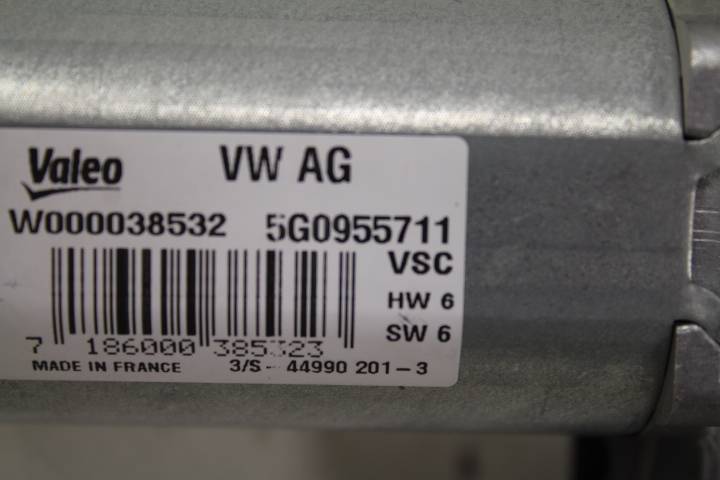 Valeo VW AG
W000038532 5G0955711
VSC
HW 6
SW 6
7 186000 385323
MADE IN FRANCE 3/S- 44990 201-3